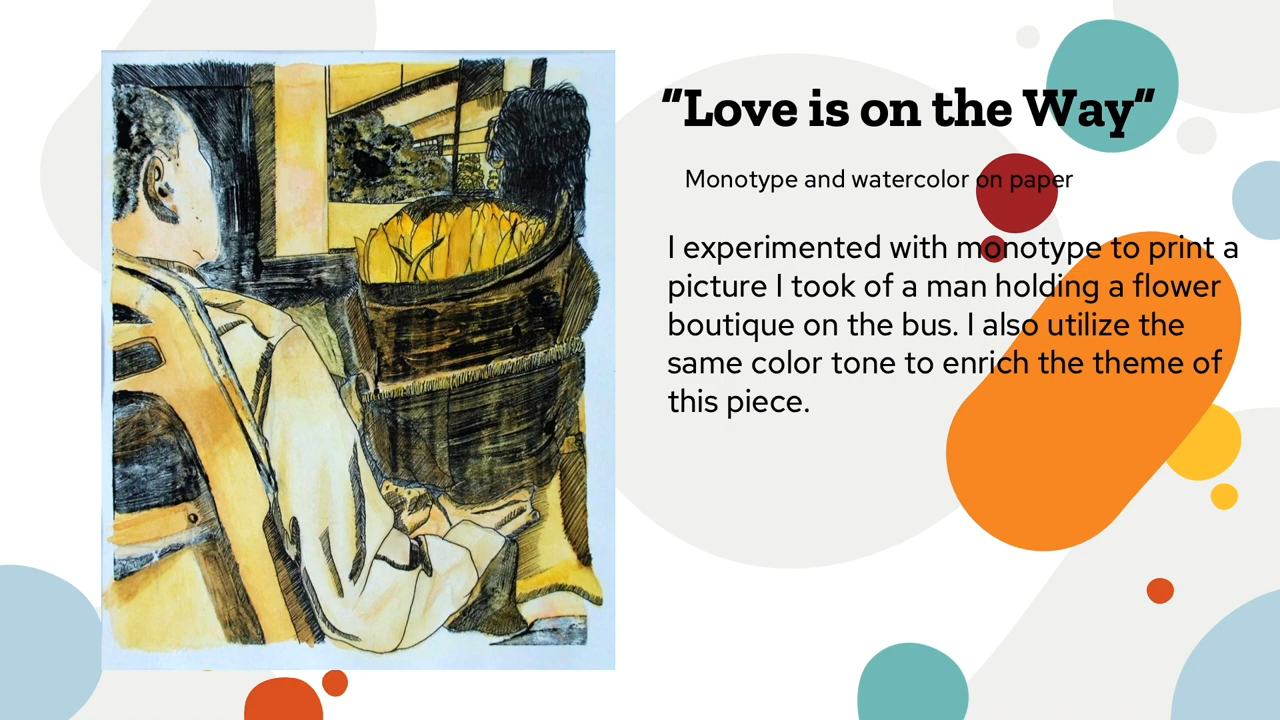 "Love is on the Way"
Monotype and watercolor on paper
I experimented with monotype to print a
picture I took of a man holding a flower
boutique on the bus. I also utilize the
same color tone to enrich the theme of
this piece.